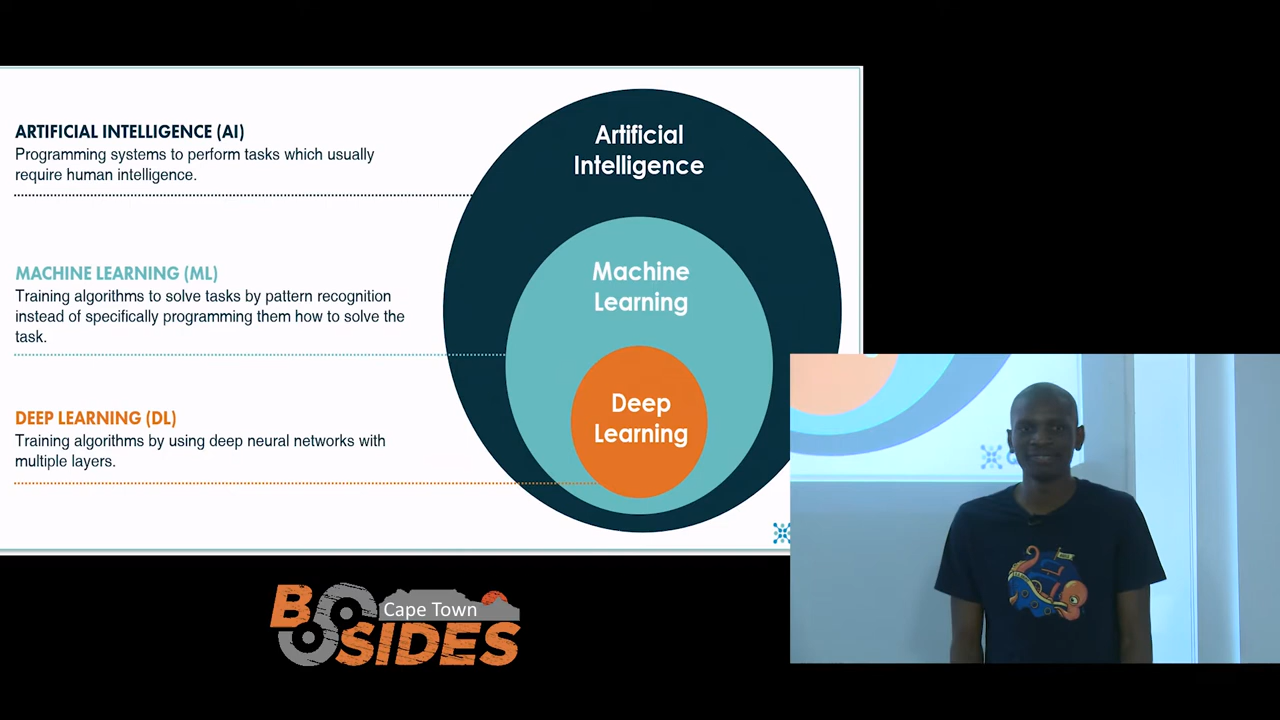 ARTIFICIAL INTELLIGENCE (AI)
Programming systems to perform tasks which usually
require human intelligence.
MACHINE LEARNING (ML)
Training algorithms to solve tasks by pattern recognition
instead of specifically programming them how to solve the
task.
DEEP LEARNING (DL)
Training algorithms by using deep neural networks with
multiple layers.
Artificial
Intelligence
Machine
Learning
Deep
Learning
B
Cape Town
SIDES